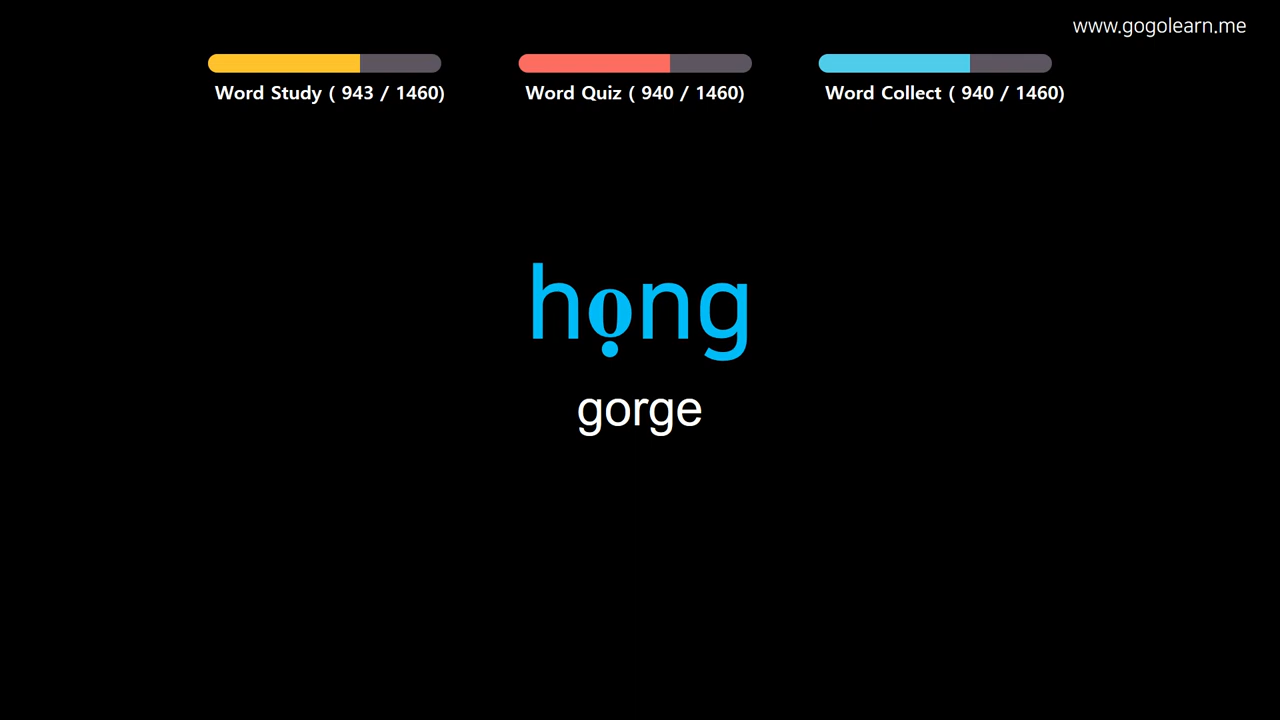 www.gogolearn.me
Word Study ( 943 / 1460)
Word Quiz ( 940 / 1460)
Word Collect ( 940 / 1460)
họng
gorge